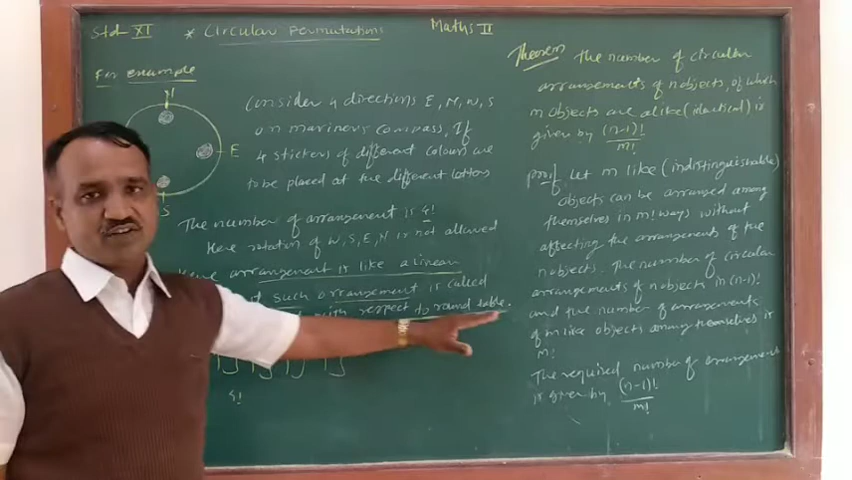 Std XI * Circular Permutations Maths II
For example
N
E
S
Consider 4 directions E, N, W, S
on mariners compass, If
4 stickers of different colours are
to be placed at the different letters
The number of arrangement is 4!
Here rotation of W, S, E, N is not allowed
arrangement is like a linear
of such arrangement is called
with respect to round table.
4!
Theorem The number of circular
arrangements of n objects, of which
m objects are alike (identical) is
given by (n-1)!/m!
proof Let m like (indistinguishable)
objects can be arranged among
themselves in m! ways without
affecting the arrangements of the
n objects. The number of circular
arrangements of n objects in (n-1)!
and the number of arrangements
of m like objects among themselves is
m!
The required number of arrangement
is given by (n-1)!/m!